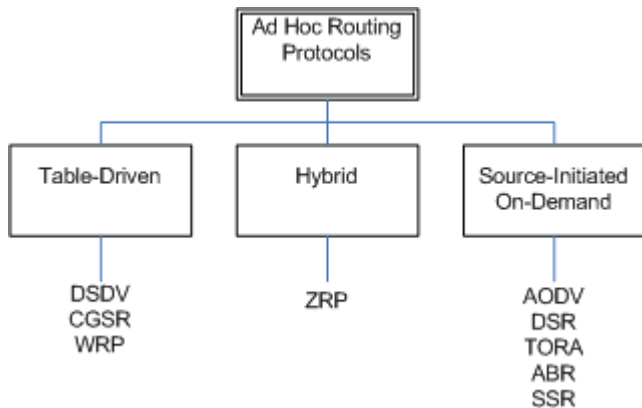 Ad Hoc Routing
Protocols
Table-Driven
Hybrid
Source-Initiated
On-Demand
DSDV
CGSR
WRP
ZRP
AODV
DSR
TORA
ABR
SSR